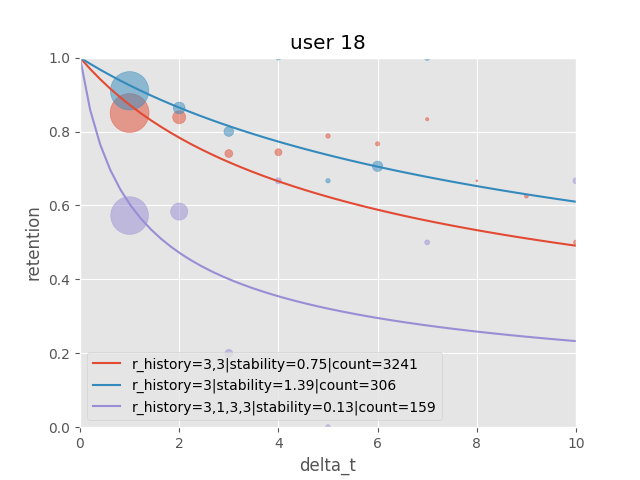 user 18
1.0
0.8
0.6
0.4
0.2
0.0
retention
r_history=3,3|stability=0.75|count=3241
r_history=3|stability=1.39|count=306
r_history=3,1,3,3|stability=0.13|count=159
0 2 4 6 8 10
delta_t